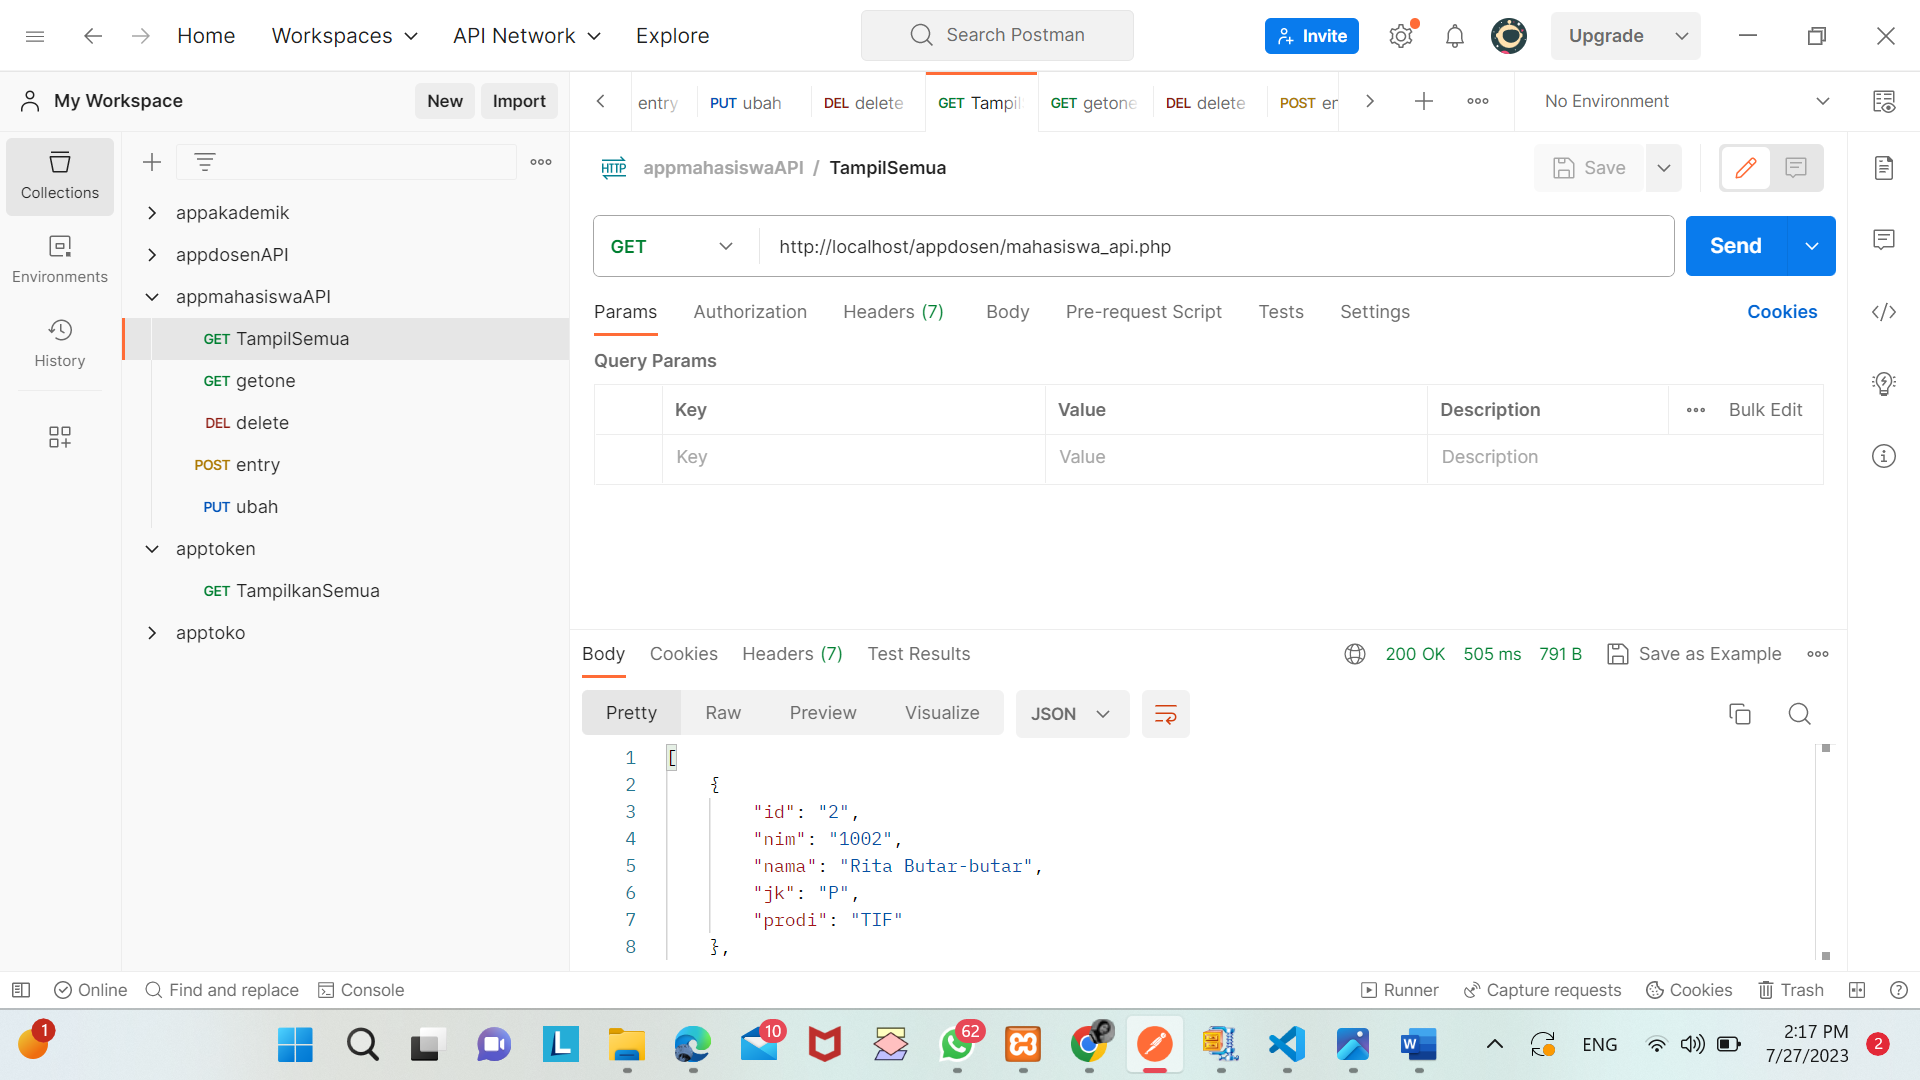 Home
Workspaces
API Network
Explore
Search Postman
Invite
Upgrade
My Workspace
New
Import
entry
PUT ubah
DEL delete
GET Tampil
GET getone
DEL delete
POST en
No Environment
Collections
Environments
History
appakademik
appdosenAPI
appmahasiswaAPI
GET TampilSemua
GET getone
DEL delete
POST entry
PUT ubah
apptoken
GET TampilkanSemua
apptoko
HTTP appmahasiswaAPI / TampilSemua
Save
GET
http://localhost/appdosen/mahasiswa_api.php
Send
Params
Authorization
Headers (7)
Body
Pre-request Script
Tests
Settings
Cookies
Query Params
Key
Value
Description
Bulk Edit
Key
Value
Description
Body
Cookies
Headers (7)
Test Results
200 OK
505 ms
791 B
Save as Example
Pretty
Raw
Preview
Visualize
JSON
1 [
2 {
3 "id": "2",
4 "nim": "1002",
5 "nama": "Rita Butar-butar",
6 "jk": "P",
7 "prodi": "TIF"
8 },
Online
Find and replace
Console
Runner
Capture requests
Cookies
Trash
1
L
10
62
W
ENG
2:17 PM
7/27/2023
2